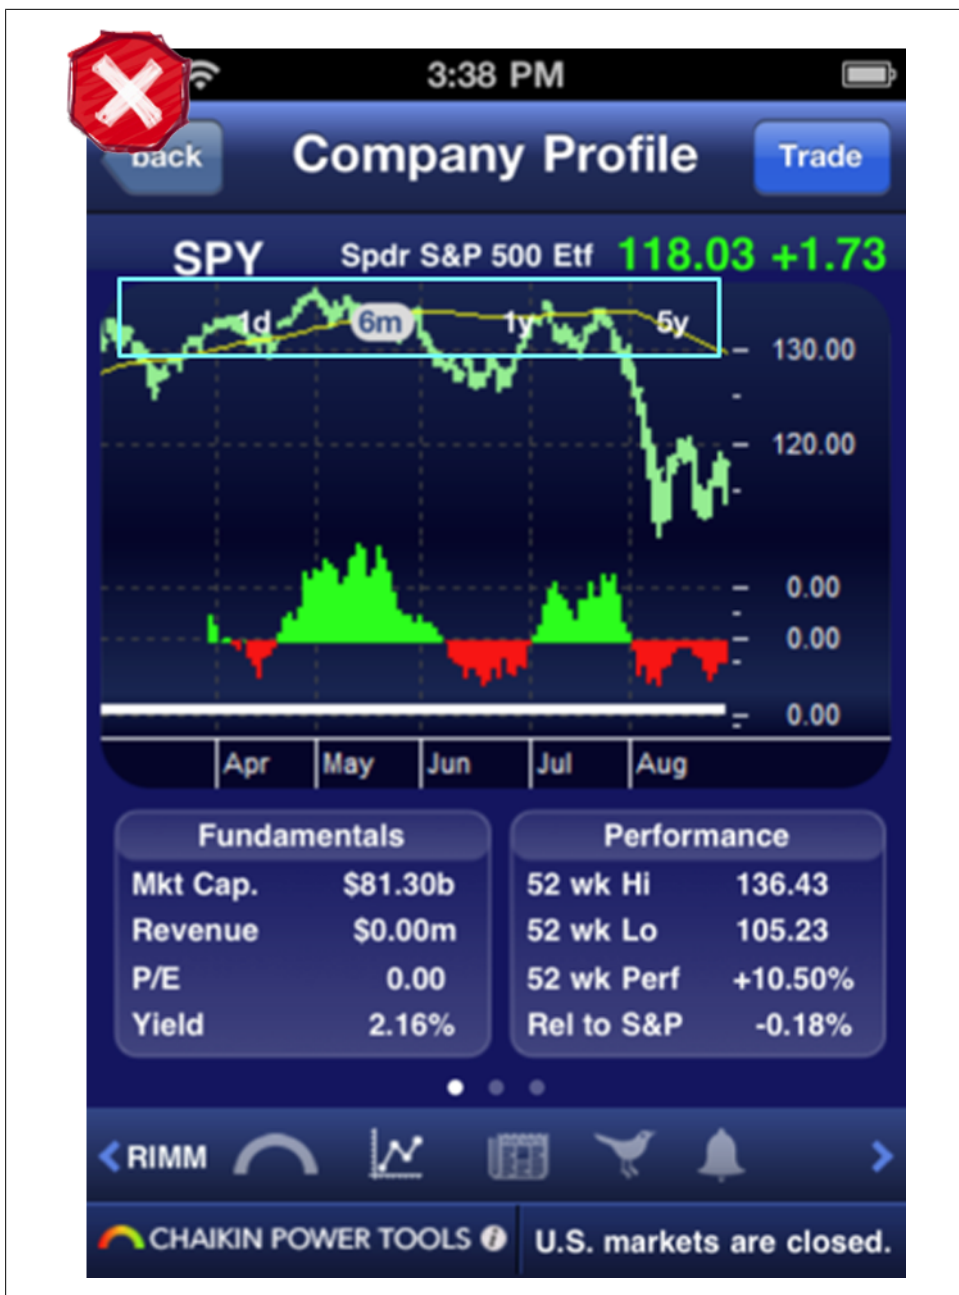 3:38 PM
back
Company Profile
Trade
SPY Spdr S&P 500 Etf 118.03 +1.73
1d 6m 1y 5y
130.00
120.00
0.00
0.00
0.00
Apr May Jun Jul Aug
Fundamentals
Mkt Cap. $81.30b
Revenue $0.00m
P/E 0.00
Yield 2.16%
Performance
52 wk Hi 136.43
52 wk Lo 105.23
52 wk Perf +10.50%
Rel to S&P -0.18%
RIMM
CHAIKIN POWER TOOLS i
U.S. markets are closed.